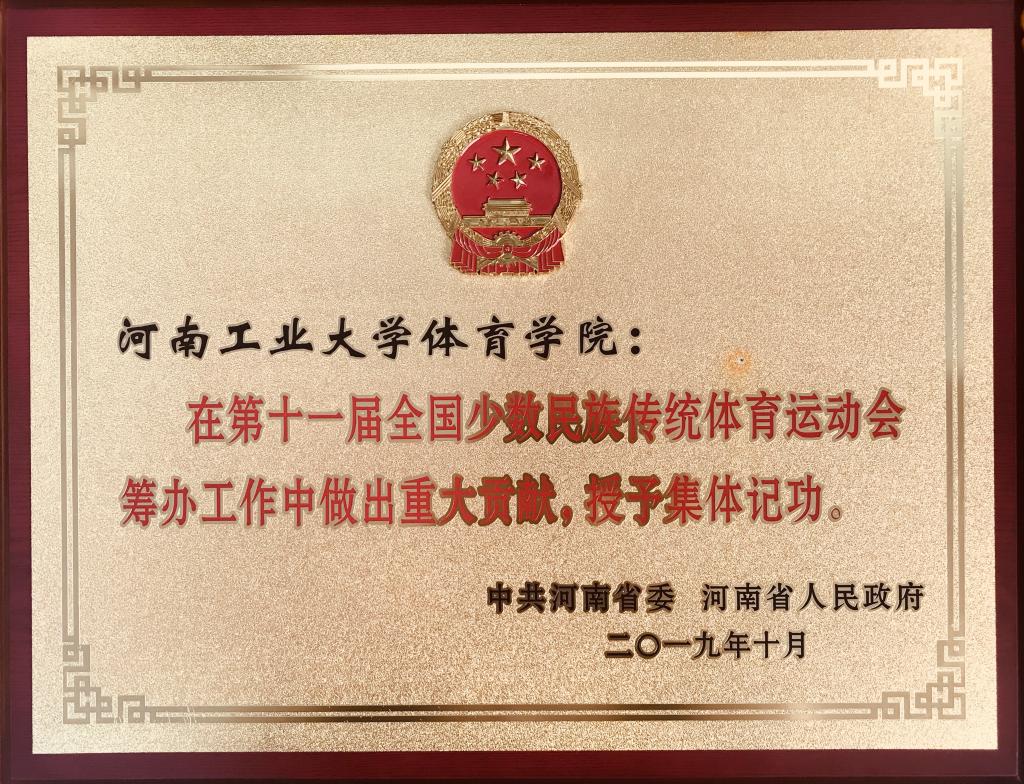 河南工业大学体育学院：
在第十一届全国少数民族传统体育运动会
筹办工作中做出重大贡献，授予集体记功。
中共河南省委 河南省人民政府
二〇一九年十月